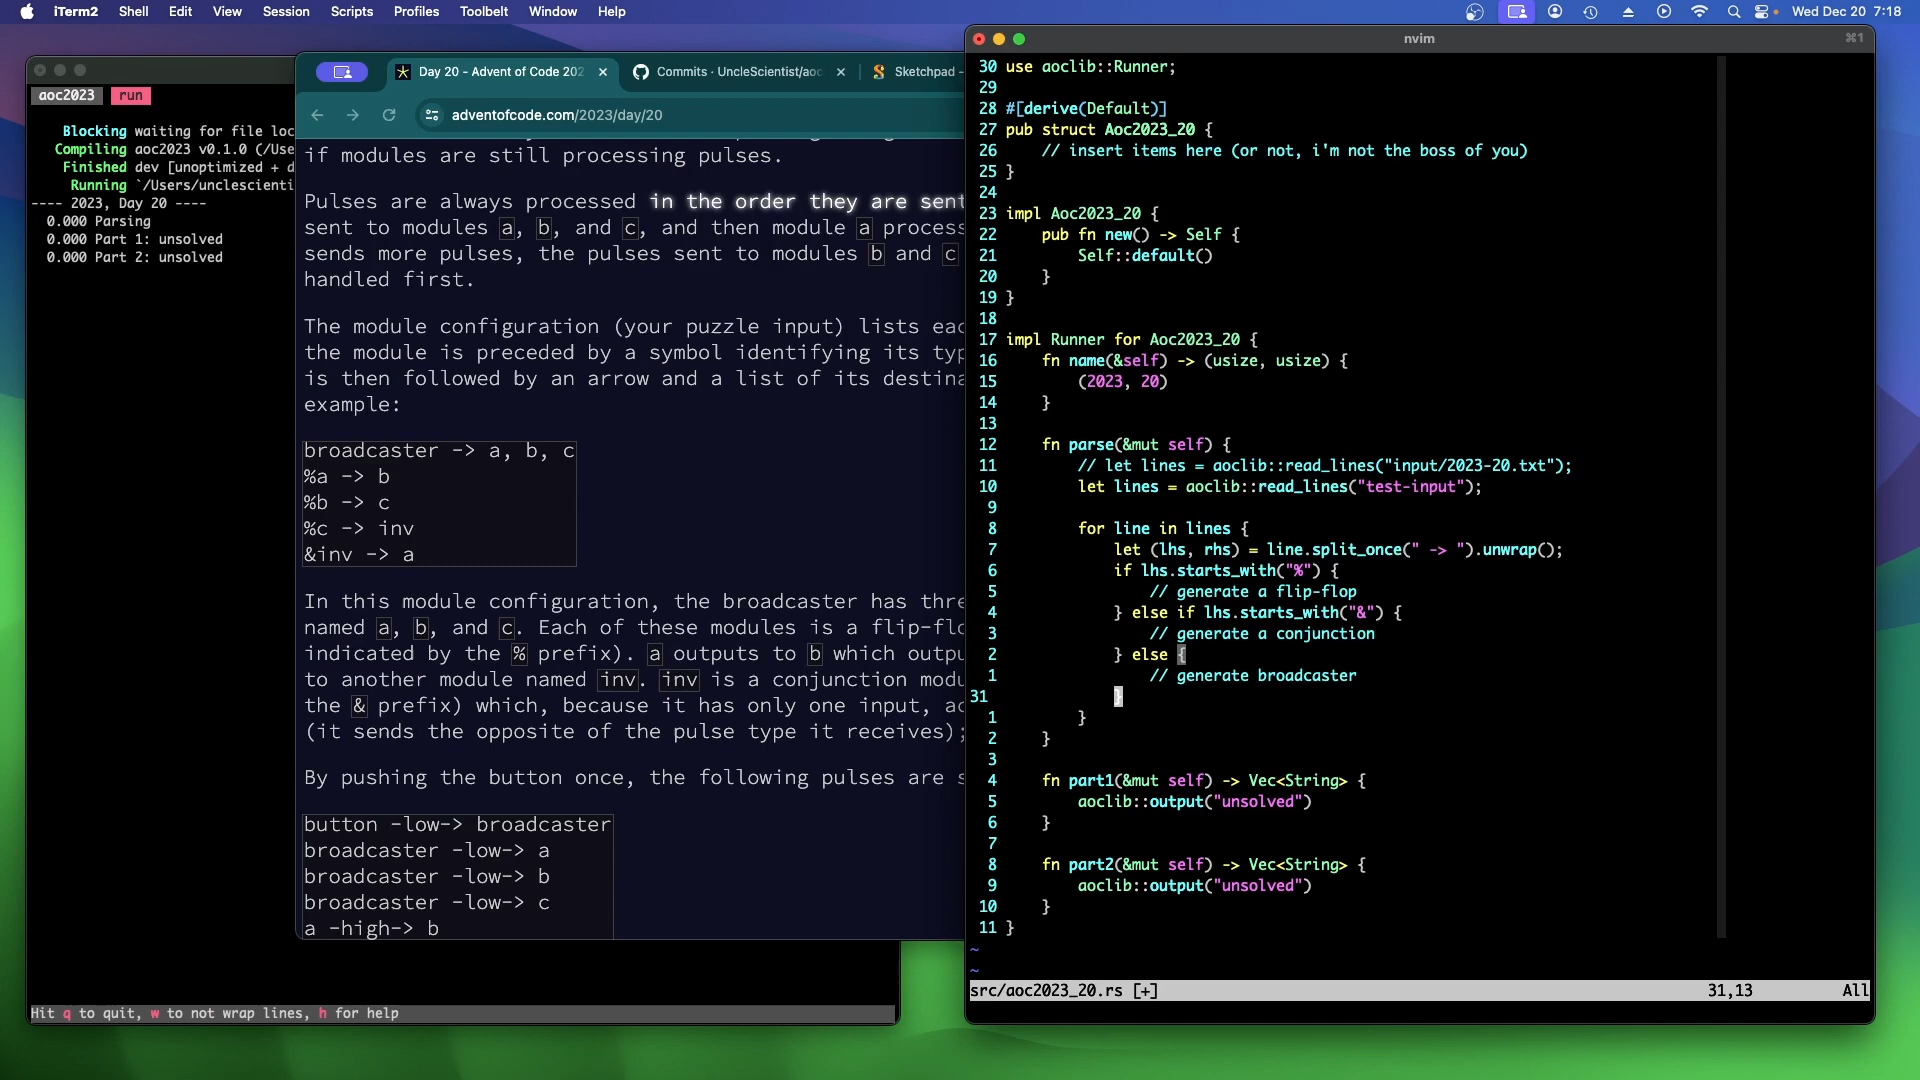 iTerm2 Shell Edit View Session Scripts Profiles Toolbelt Window Help Wed Dec 20 7:18
aoc2023 run
Blocking waiting for file loc
Compiling aoc2023 v0.1.0 (/Use
Finished dev [unoptimized + d
Running `/Users/unclescienti
---- 2023, Day 20 ----
0.000 Parsing
0.000 Part 1: unsolved
0.000 Part 2: unsolved
Hit q to quit, w to not wrap lines, h for help
Day 20 - Advent of Code 202 Commits · UncleScientist/aoc Sketchpad -
adventofcode.com/2023/day/20
if modules are still processing pulses.
Pulses are always processed in the order they are sent
sent to modules a, b, and c, and then module a process
sends more pulses, the pulses sent to modules b and c
handled first.
The module configuration (your puzzle input) lists eac
the module is preceded by a symbol identifying its typ
is then followed by an arrow and a list of its destina
example:
broadcaster -> a, b, c
%a -> b
%b -> c
%c -> inv
&inv -> a
In this module configuration, the broadcaster has thre
named a, b, and c. Each of these modules is a flip-flo
indicated by the % prefix). a outputs to b which outpu
to another module named inv. inv is a conjunction modu
the & prefix) which, because it has only one input, ac
(it sends the opposite of the pulse type it receives);
By pushing the button once, the following pulses are s
button -low-> broadcaster
broadcaster -low-> a
broadcaster -low-> b
broadcaster -low-> c
a -high-> b
nvim ⌘1
30 use aoclib::Runner;
29
28 #[derive(Default)]
27 pub struct Aoc2023_20 {
26 // insert items here (or not, i'm not the boss of you)
25 }
24
23 impl Aoc2023_20 {
22 pub fn new() -> Self {
21 Self::default()
20 }
19 }
18
17 impl Runner for Aoc2023_20 {
16 fn name(&self) -> (usize, usize) {
15 (2023, 20)
14 }
13
12 fn parse(&mut self) {
11 // let lines = aoclib::read_lines("input/2023-20.txt");
10 let lines = aoclib::read_lines("test-input");
9
8 for line in lines {
7 let (lhs, rhs) = line.split_once(" -> ").unwrap();
6 if lhs.starts_with("%") {
5 // generate a flip-flop
4 } else if lhs.starts_with("&") {
3 // generate a conjunction
2 } else {
1 // generate broadcaster
31 }
1 }
2 }
3
4 fn part1(&mut self) -> Vec<String> {
5 aoclib::output("unsolved")
6 }
7
8 fn part2(&mut self) -> Vec<String> {
9 aoclib::output("unsolved")
10 }
11 }
~
~
src/aoc2023_20.rs [+] 31,13 All